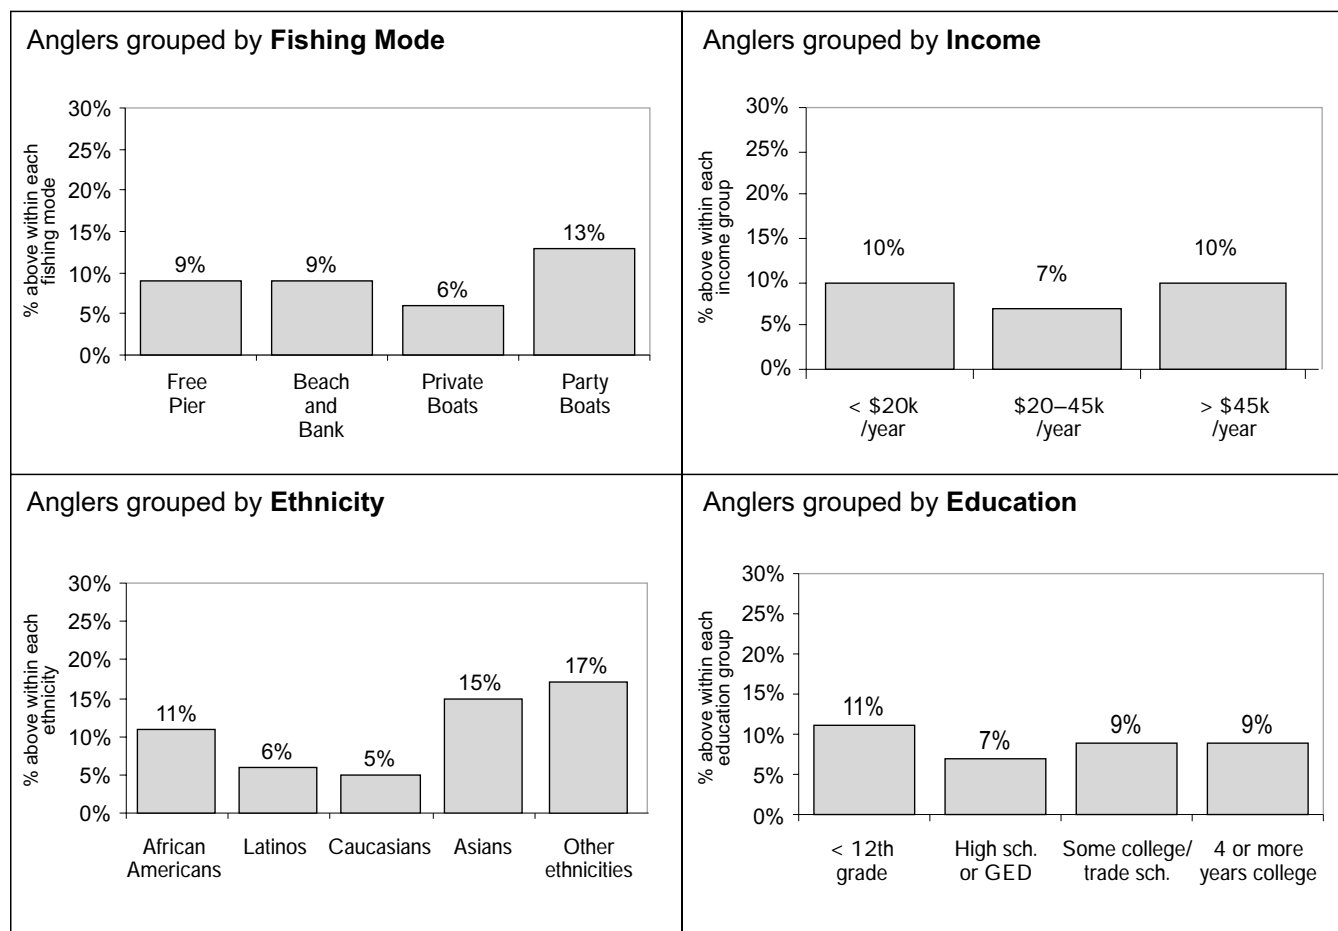 Anglers grouped by Fishing Mode
% above within each
fishing mode
30%
25%
20%
15%
10%
5%
0%
9%
9%
6%
13%
Free
Pier
Beach
and
Bank
Private
Boats
Party
Boats
Anglers grouped by Income
% above within each
income group
30%
25%
20%
15%
10%
5%
0%
10%
7%
10%
< $20k
/year
$20–45k
/year
> $45k
/year
Anglers grouped by Ethnicity
% above within each
ethnicity
30%
25%
20%
15%
10%
5%
0%
11%
6%
5%
15%
17%
African
Americans
Latinos
Caucasians
Asians
Other
ethnicities
Anglers grouped by Education
% above within each
education group
30%
25%
20%
15%
10%
5%
0%
11%
7%
9%
9%
< 12th
grade
High sch.
or GED
Some college/
trade sch.
4 or more
years college